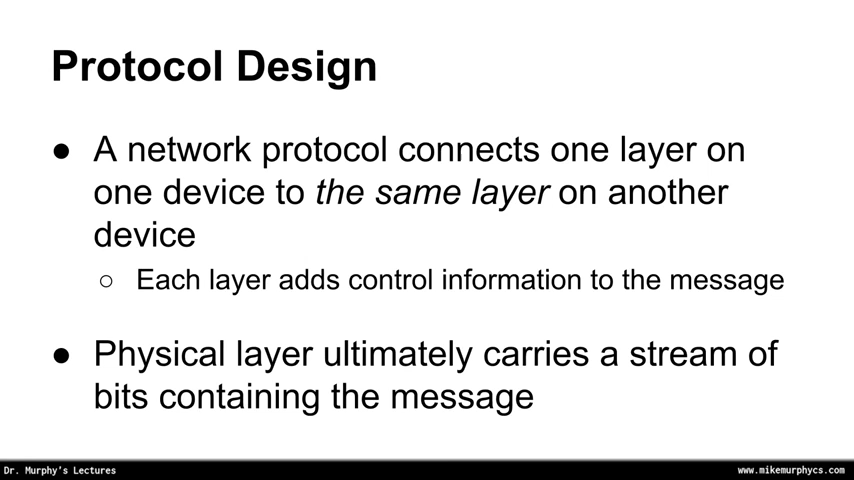 Protocol Design
● A network protocol connects one layer on
one device to the same layer on another
device
○ Each layer adds control information to the message
● Physical layer ultimately carries a stream of
bits containing the message
Dr. Murphy's Lectures
www.mikemurphycs.com